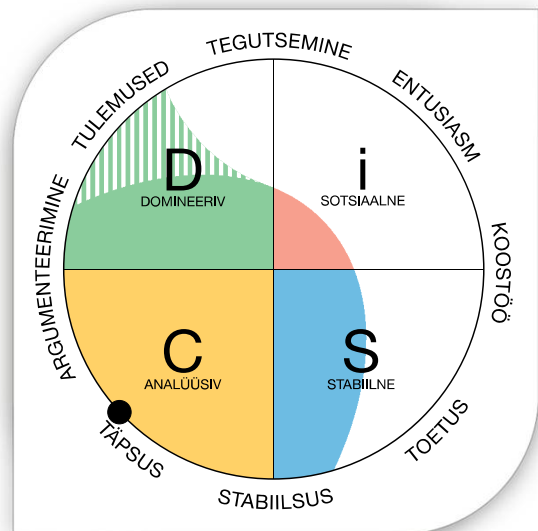 TEGUTSEMINE
TULEMUSED
ENTUSIASM
D
DOMINEERIV
i
SOTSIAALNE
ARGUMENTEERIMINE
KOOSTÖÖ
C
ANALÜÜSIV
S
STABIILNE
TÄPSUS
TOETUS
STABIILSUS